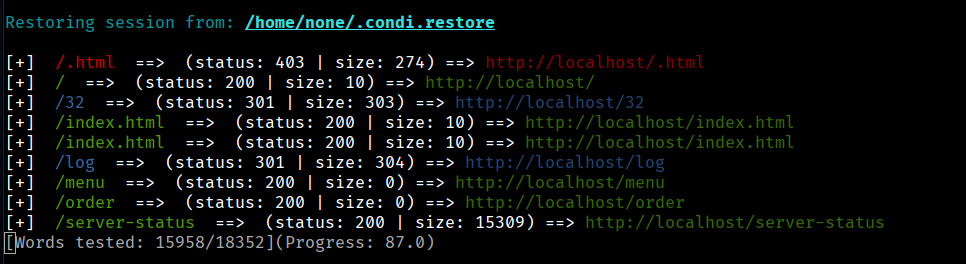 Restoring session from: /home/none/.condi.restore
[+] /.html ==> (status: 403 | size: 274) ==> http://localhost/.html
[+] / ==> (status: 200 | size: 10) ==> http://localhost/
[+] /32 ==> (status: 301 | size: 303) ==> http://localhost/32
[+] /index.html ==> (status: 200 | size: 10) ==> http://localhost/index.html
[+] /index.html ==> (status: 200 | size: 10) ==> http://localhost/index.html
[+] /log ==> (status: 301 | size: 304) ==> http://localhost/log
[+] /menu ==> (status: 200 | size: 0) ==> http://localhost/menu
[+] /order ==> (status: 200 | size: 0) ==> http://localhost/order
[+] /server-status ==> (status: 200 | size: 15309) ==> http://localhost/server-status
[Words tested: 15958/18352](Progress: 87.0)